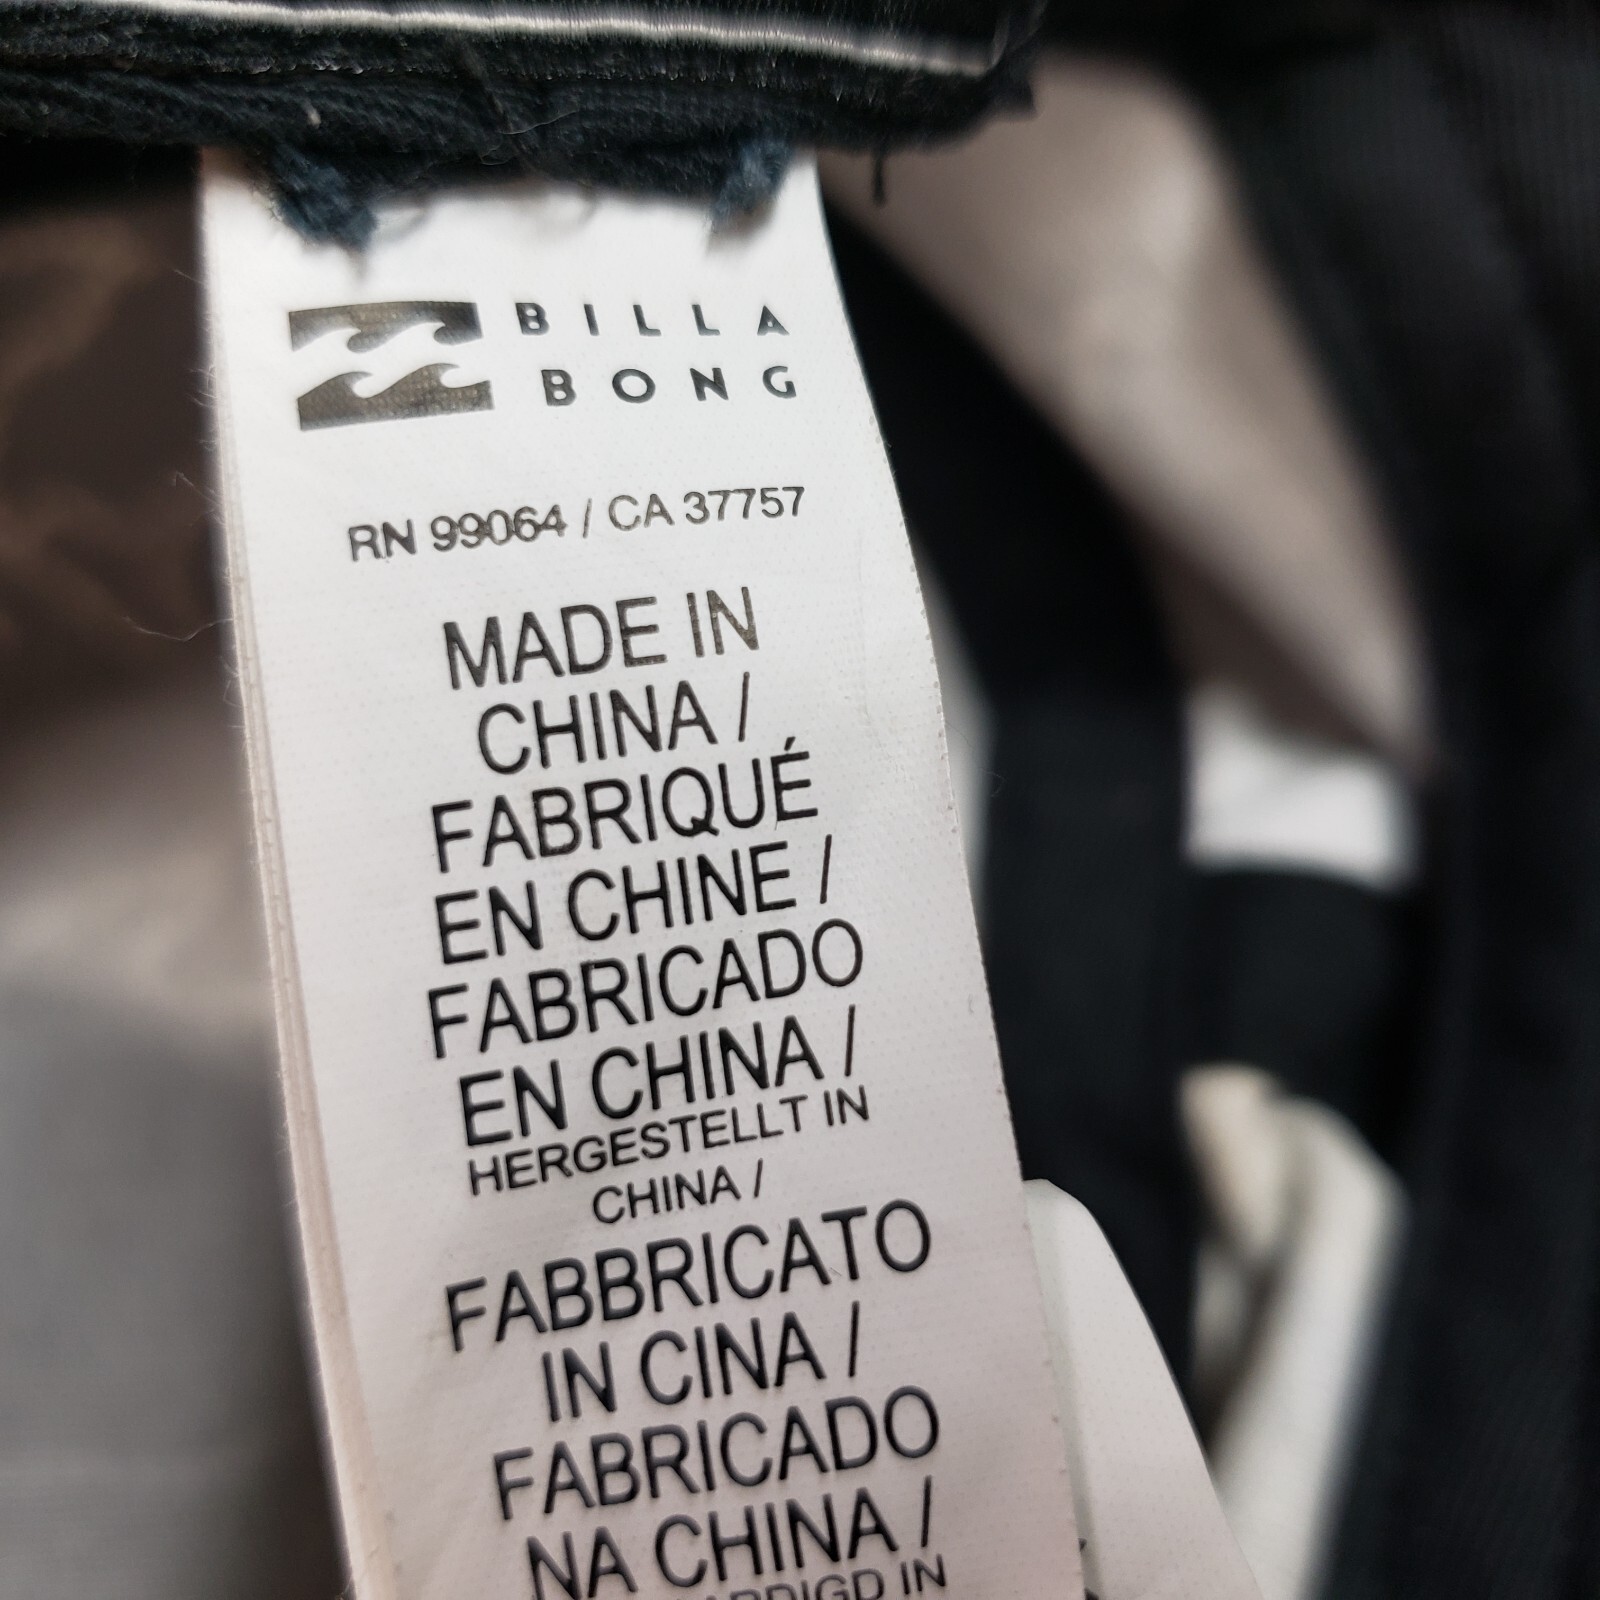 BILLA
BONG
RN 99064 / CA 37757
MADE IN
CHINA /
FABRIQUÉ
EN CHINE /
FABRICADO
EN CHINA /
HERGESTELLT IN
CHINA /
FABBRICATO
IN CINA /
FABRICADO
NA CHINA /
IN